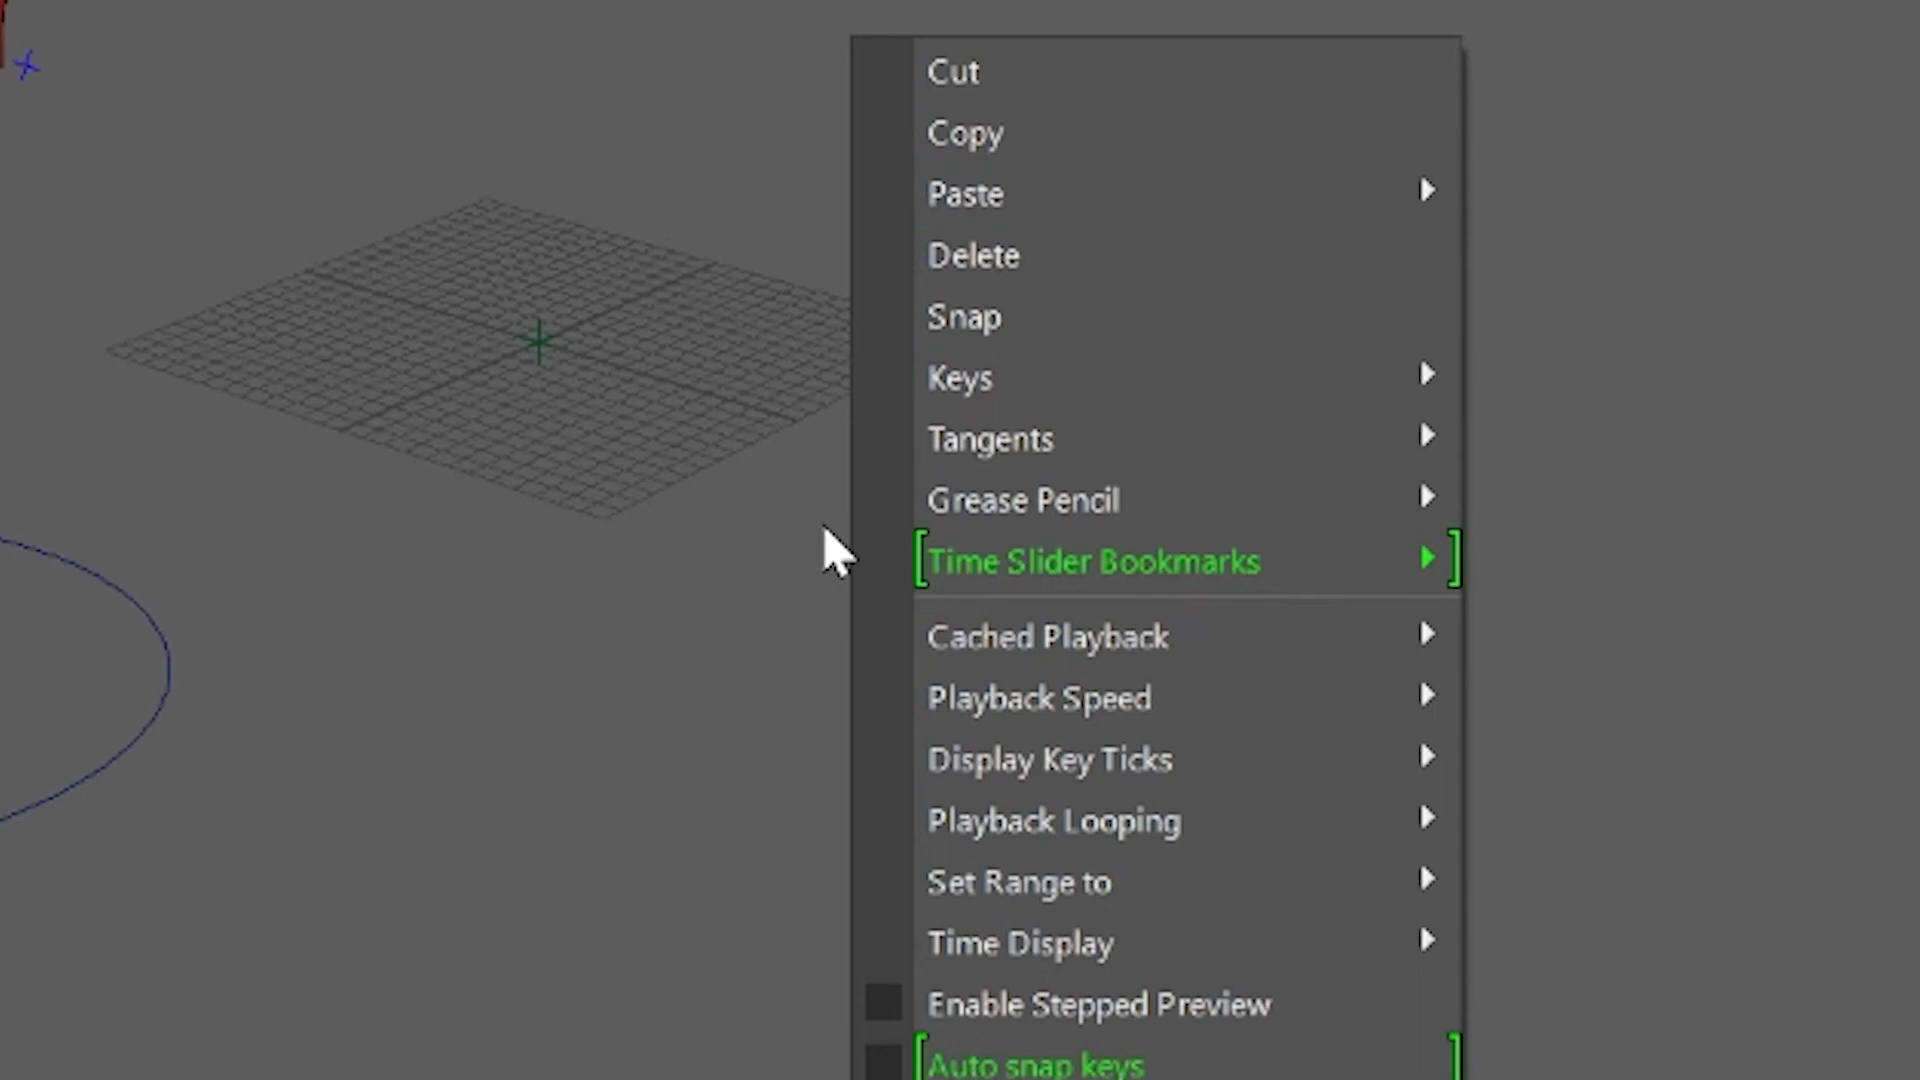 Cut
Copy
Paste
Delete
Snap
Keys
Tangents
Grease Pencil
Time Slider Bookmarks
Cached Playback
Playback Speed
Display Key Ticks
Playback Looping
Set Range to
Time Display
Enable Stepped Preview
Auto snap keys